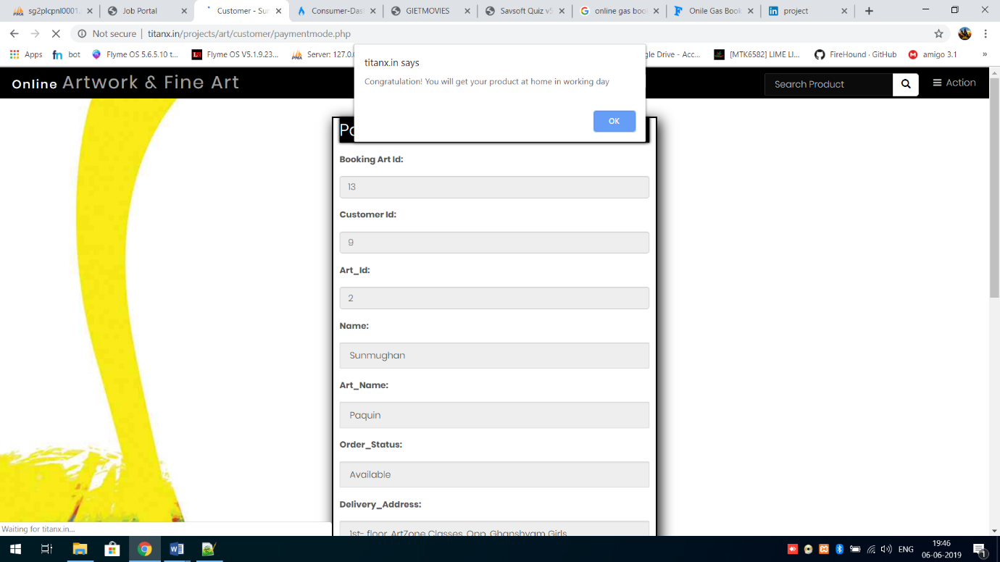 sg2plcpnl0001.
Job Portal
Customer - Sun
Consumer-Das
GIETMOVIES
Savsoft Quiz v5
online gas book
Onile Gas Book
project
Not secure | titanx.in/projects/art/customer/paymentmode.php
Apps
bot
Flyme OS 5.6.5.10 t...
Flyme OS V5.1.9.23...
Server: 127.0.
gle Drive - Acc...
[MTK6582] LIME LI...
FireHound · GitHub
amigo 3.1
»
titanx.in says
Congratulation! You will get your product at home in working day
OK
Online Artwork & Fine Art
Search Product
Action
Booking Art Id:
13
Customer Id:
9
Art_Id:
2
Name:
Sunmughan
Art_Name:
Paquin
Order_Status:
Available
Delivery_Address:
1st- floor, ArtZone Classes, Opp. Ghanshyam Girls
Waiting for titanx.in...
ENG
19:46
06-06-2019
1